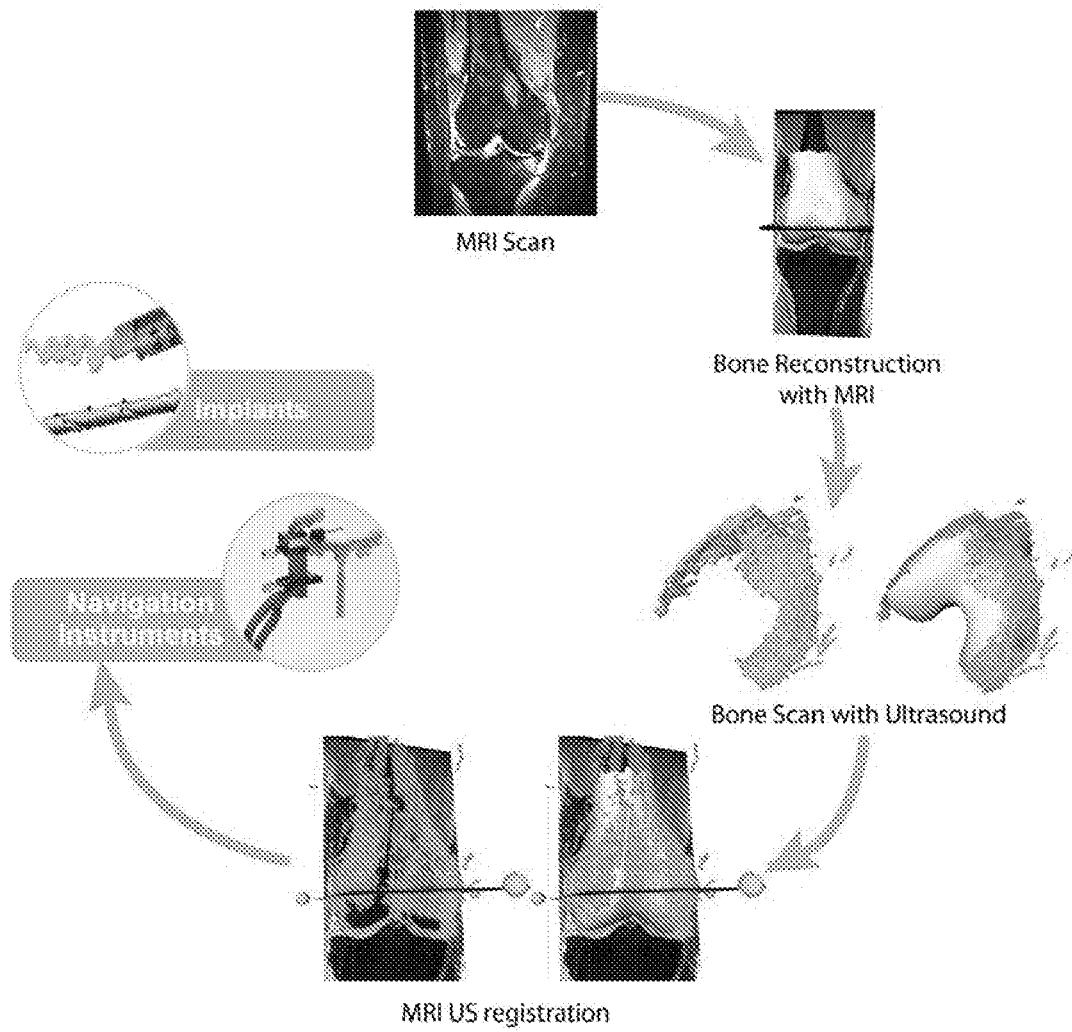 MRI Scan
Bone Reconstruction
with MRI
Implants
Navigation
Instruments
Bone Scan with Ultrasound
MRI US registration